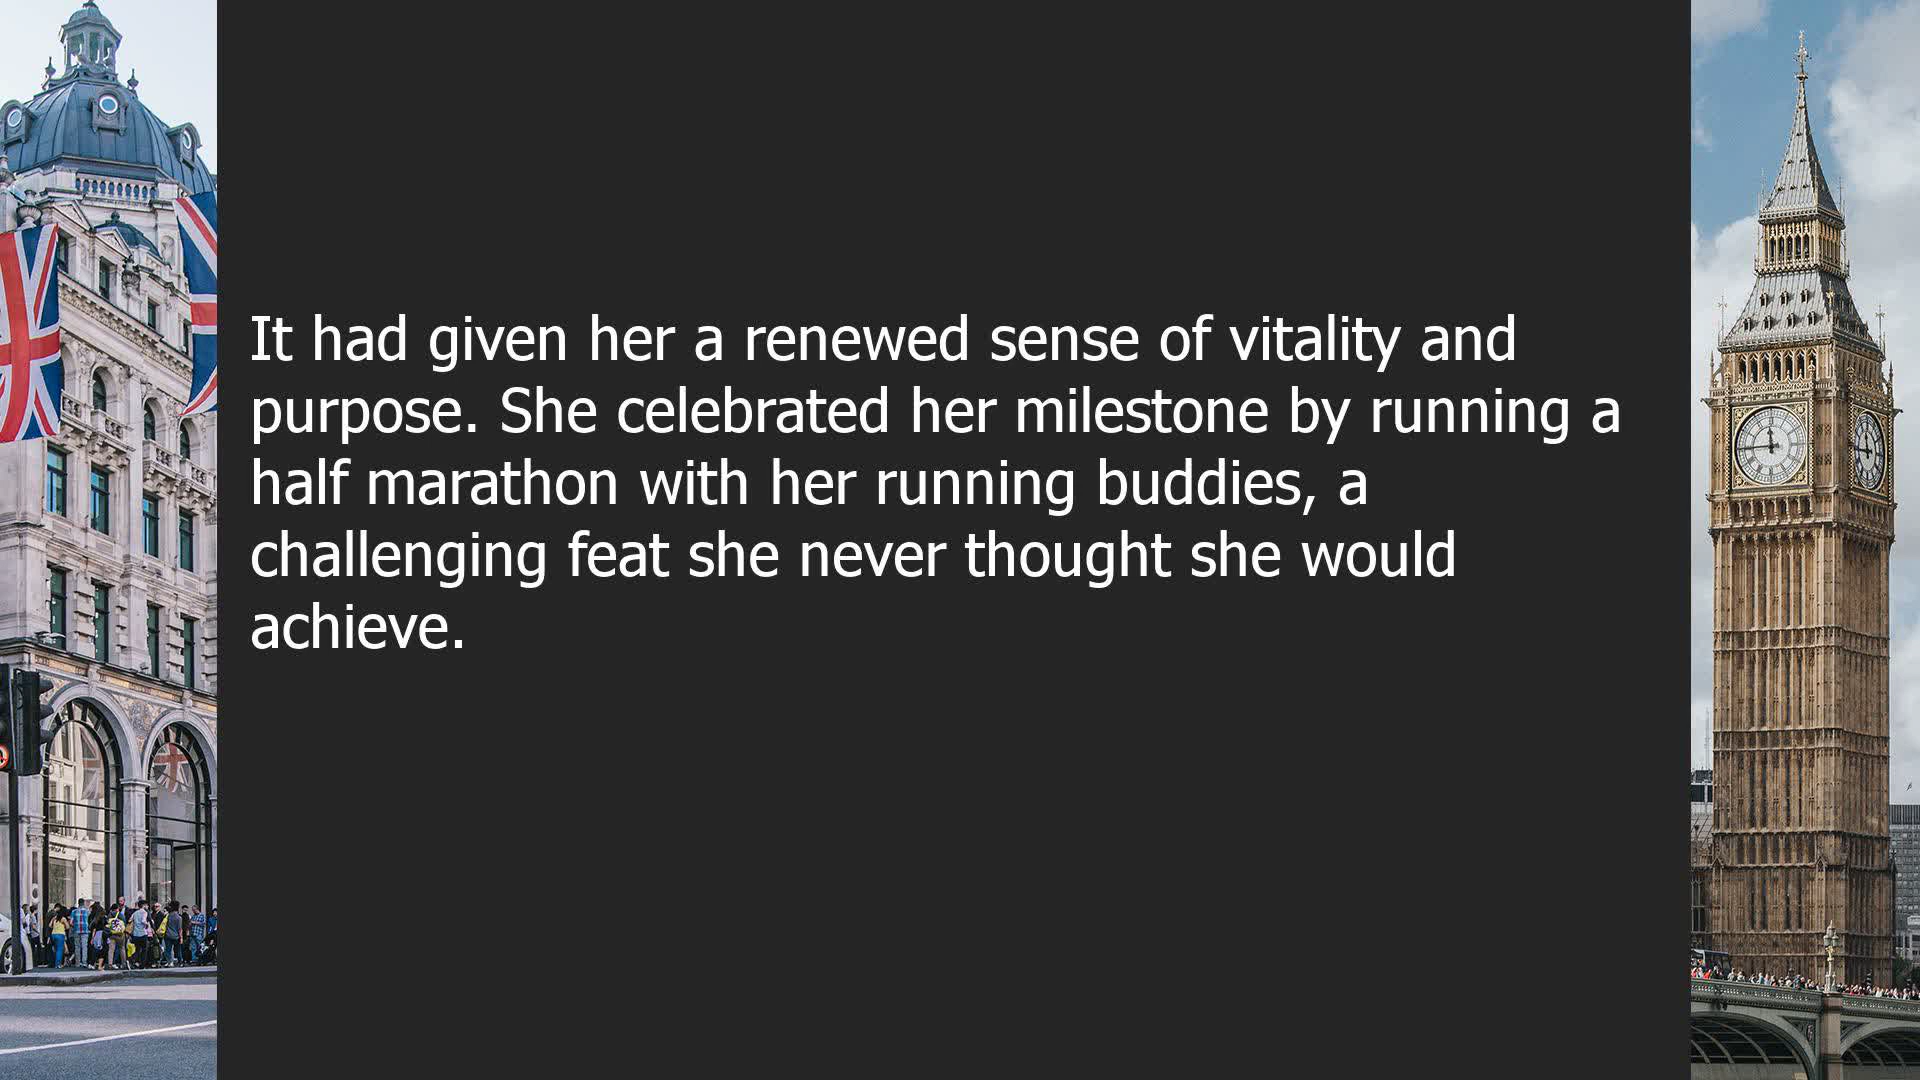 It had given her a renewed sense of vitality and
purpose. She celebrated her milestone by running a
half marathon with her running buddies, a
challenging feat she never thought she would
achieve.